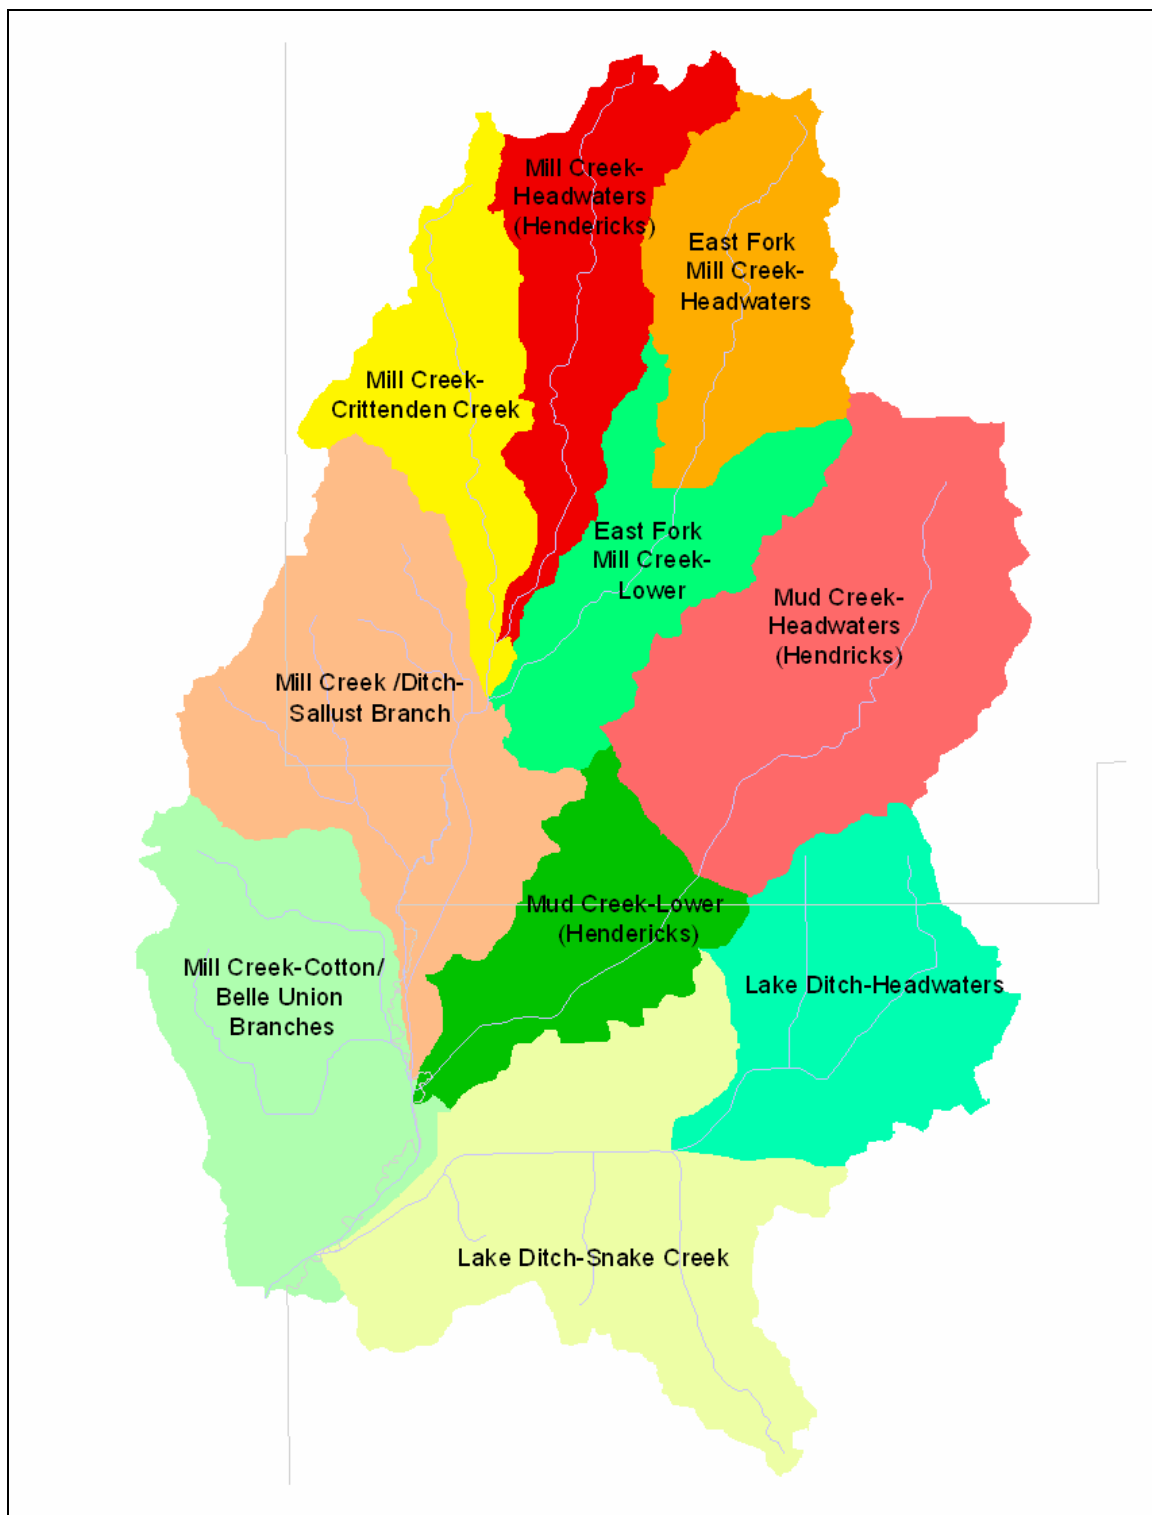 Mill Creek-
Headwaters
(Hendericks)
East Fork
Mill Creek-
Headwaters
Mill Creek-
Crittenden Creek
East Fork
Mill Creek-
Lower
Mud Creek-
Headwaters
(Hendricks)
Mill Creek /Ditch-
Sallust Branch
Mud Creek-Lower
(Hendericks)
Mill Creek-Cotton/
Belle Union
Branches
Lake Ditch-Headwaters
Lake Ditch-Snake Creek